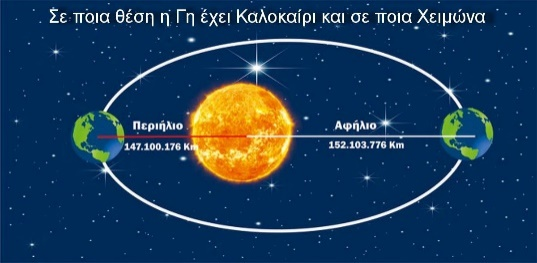 Σε ποια θέση η Γη έχει Καλοκαίρι και σε ποια Χειμώνα
Περιήλιο
Αφήλιο
147.100.176 Km
152.103.776 Km